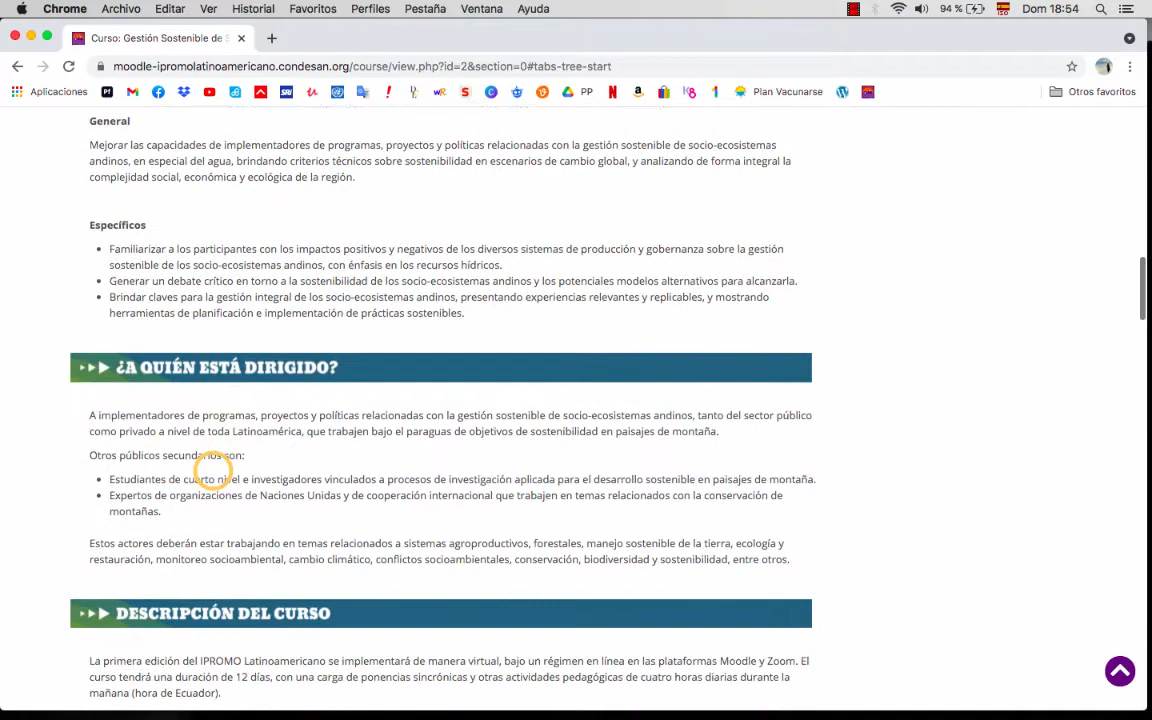 Chrome Archivo Editar Ver Historial Favoritos Perfiles Pestaña Ventana Ayuda 94 % ISO Dom 18:54
Curso: Gestión Sostenible de S
moodle-ipromolatinoamericano.condesan.org/course/view.php?id=2&section=0#tabs-tree-start
Aplicaciones PP Plan Vacunarse Otros favoritos
General
Mejorar las capacidades de implementadores de programas, proyectos y políticas relacionadas con la gestión sostenible de socio-ecosistemas
andinos, en especial del agua, brindando criterios técnicos sobre sostenibilidad en escenarios de cambio global, y analizando de forma integral la
complejidad social, económica y ecológica de la región.
Específicos
• Familiarizar a los participantes con los impactos positivos y negativos de los diversos sistemas de producción y gobernanza sobre la gestión
sostenible de los socio-ecosistemas andinos, con énfasis en los recursos hídricos.
• Generar un debate crítico en torno a la sostenibilidad de los socio-ecosistemas andinos y los potenciales modelos alternativos para alcanzarla.
• Brindar claves para la gestión integral de los socio-ecosistemas andinos, presentando experiencias relevantes y replicables, y mostrando
herramientas de planificación e implementación de prácticas sostenibles.
¿A QUIÉN ESTÁ DIRIGIDO?
A implementadores de programas, proyectos y políticas relacionadas con la gestión sostenible de socio-ecosistemas andinos, tanto del sector público
como privado a nivel de toda Latinoamérica, que trabajen bajo el paraguas de objetivos de sostenibilidad en paisajes de montaña.
Otros públicos secundarios son:
• Estudiantes de cuarto nivel e investigadores vinculados a procesos de investigación aplicada para el desarrollo sostenible en paisajes de montaña.
• Expertos de organizaciones de Naciones Unidas y de cooperación internacional que trabajen en temas relacionados con la conservación de
montañas.
Estos actores deberán estar trabajando en temas relacionados a sistemas agroproductivos, forestales, manejo sostenible de la tierra, ecología y
restauración, monitoreo socioambiental, cambio climático, conflictos socioambientales, conservación, biodiversidad y sostenibilidad, entre otros.
DESCRIPCIÓN DEL CURSO
La primera edición del IPROMO Latinoamericano se implementará de manera virtual, bajo un régimen en línea en las plataformas Moodle y Zoom. El
curso tendrá una duración de 12 días, con una carga de ponencias sincrónicas y otras actividades pedagógicas de cuatro horas diarias durante la
mañana (hora de Ecuador).